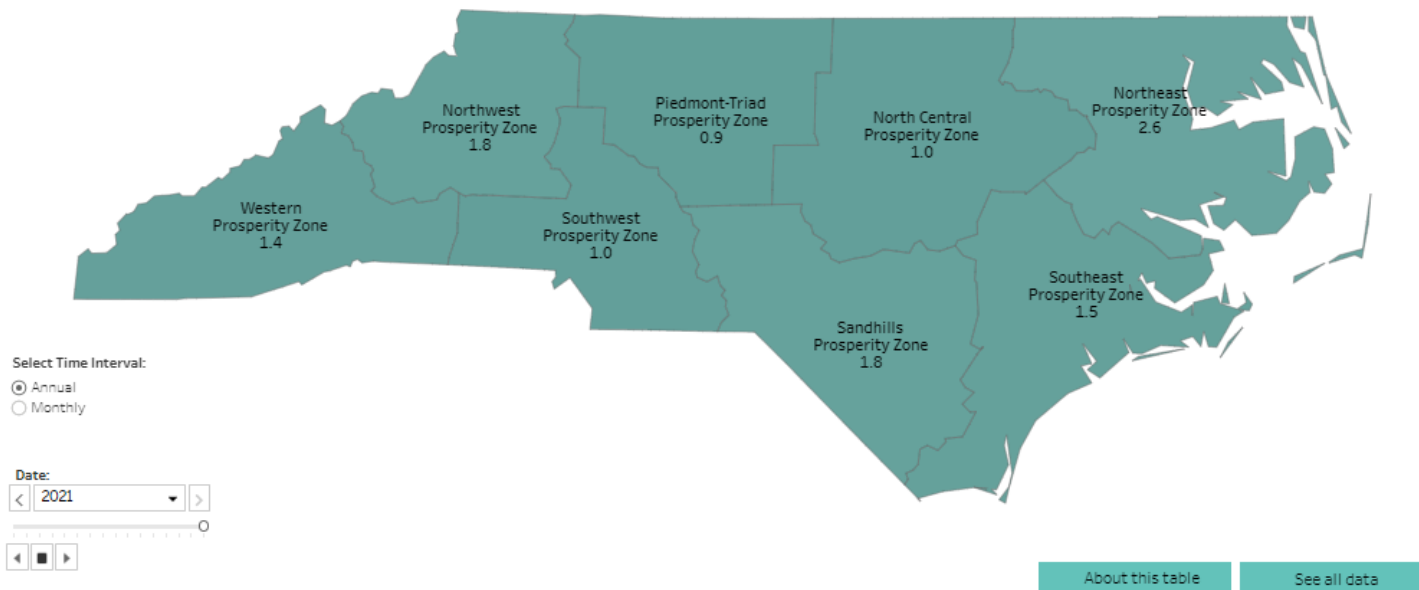 Northwest
Prosperity Zone
1.8
Piedmont-Triad
Prosperity Zone
0.9
North Central
Prosperity Zone
1.0
Northeast
Prosperity Zone
2.6
Western
Prosperity Zone
1.4
Southwest
Prosperity Zone
1.0
Sandhills
Prosperity Zone
1.8
Southeast
Prosperity Zone
1.5
Select Time Interval:
Annual
Monthly
Date:
2021
About this table
See all data